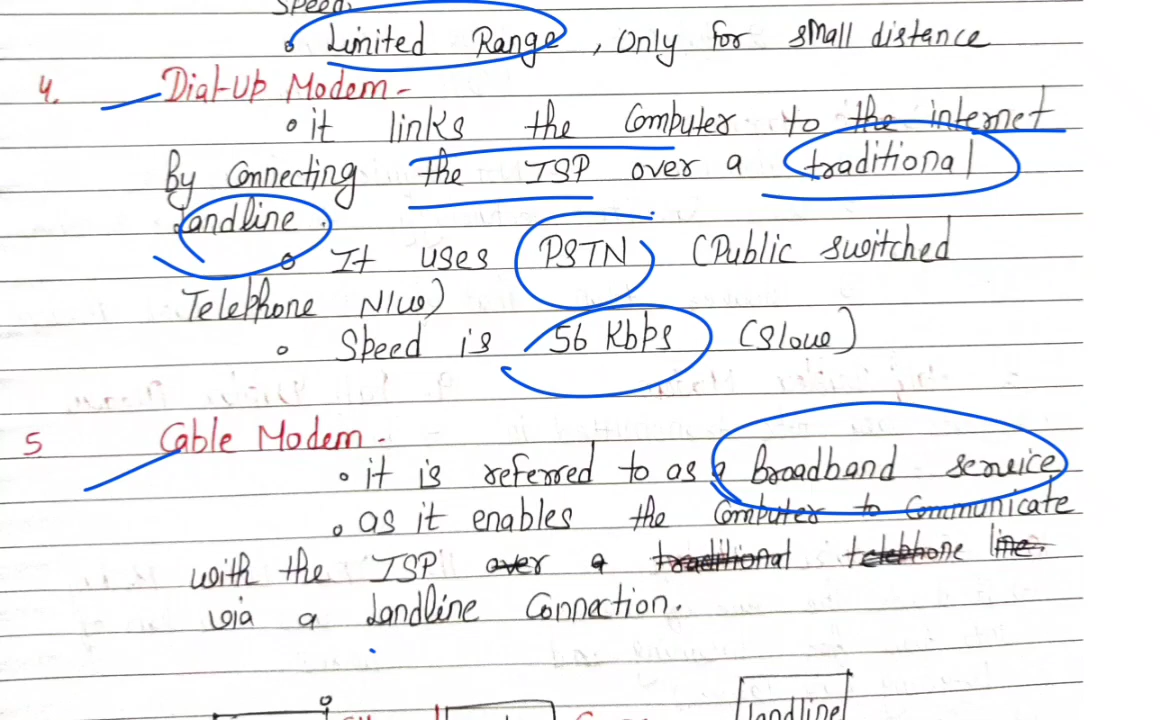 Speed.
• Limited Range, Only for small distance
4. Dial-Up Modem -
• it links the Computer to the internet
By Connecting the ISP over a traditional
Landline.
• It uses PSTN (Public switched
Telephone N/w)
• Speed is 56 Kbps (Slow)
5 Cable Modem -
• it is referred to as a Broadband service
• as it enables the Computer to Communicate
with the ISP over a traditional telephone line.
via a Landline Connection.
landline